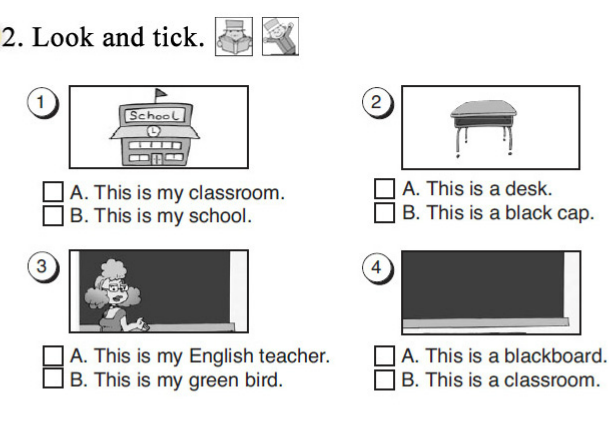 2. Look and tick.
1
School
A. This is my classroom.
B. This is my school.
2
A. This is a desk.
B. This is a black cap.
3
A. This is my English teacher.
B. This is my green bird.
4
A. This is a blackboard.
B. This is a classroom.